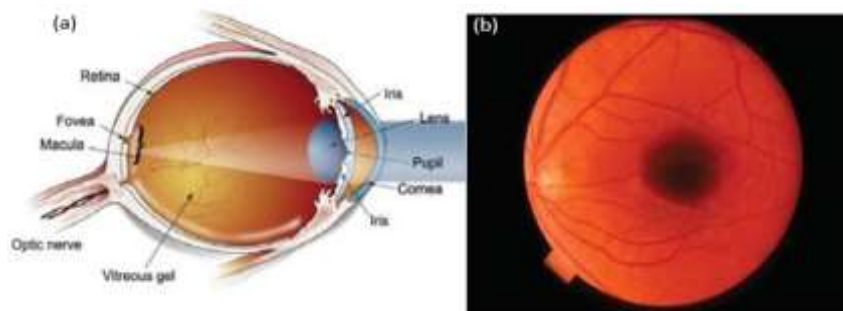 (a)
(b)
Retina
Iris
Fovea
Lens
Macula
Pupil
Cornea
Iris
Optic nerve
Vitreous gel